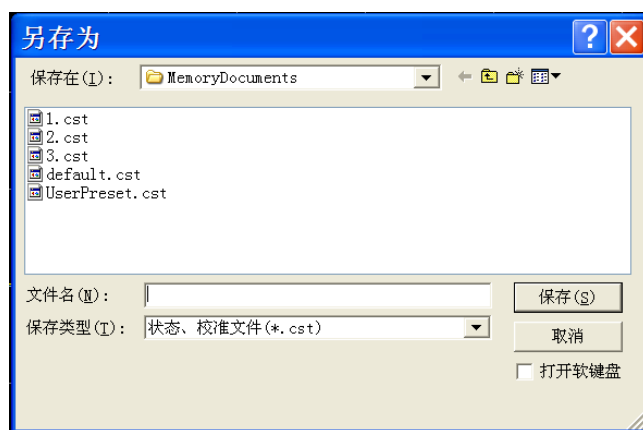 另存为
保存在(I): MemoryDocuments
1.cst
2.cst
3.cst
default.cst
UserPreset.cst
文件名(N): 保存(S)
保存类型(T): 状态、校准文件(*.cst) 取消
打开软键盘